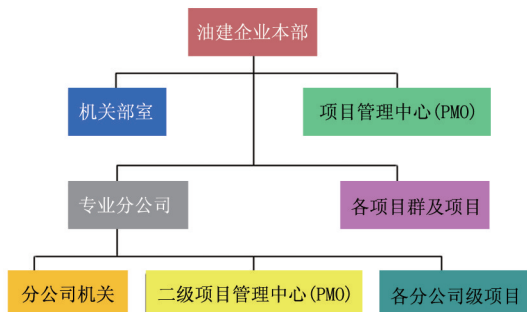 油建企业本部
机关部室
项目管理中心(PMO)
专业分公司
各项目群及项目
分公司机关
二级项目管理中心(PMO)
各分公司级项目